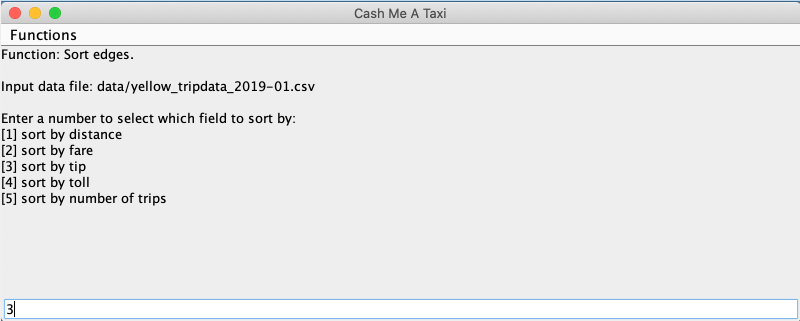 Cash Me A Taxi
Functions
Function: Sort edges.
Input data file: data/yellow_tripdata_2019-01.csv
Enter a number to select which field to sort by:
[1] sort by distance
[2] sort by fare
[3] sort by tip
[4] sort by toll
[5] sort by number of trips
3